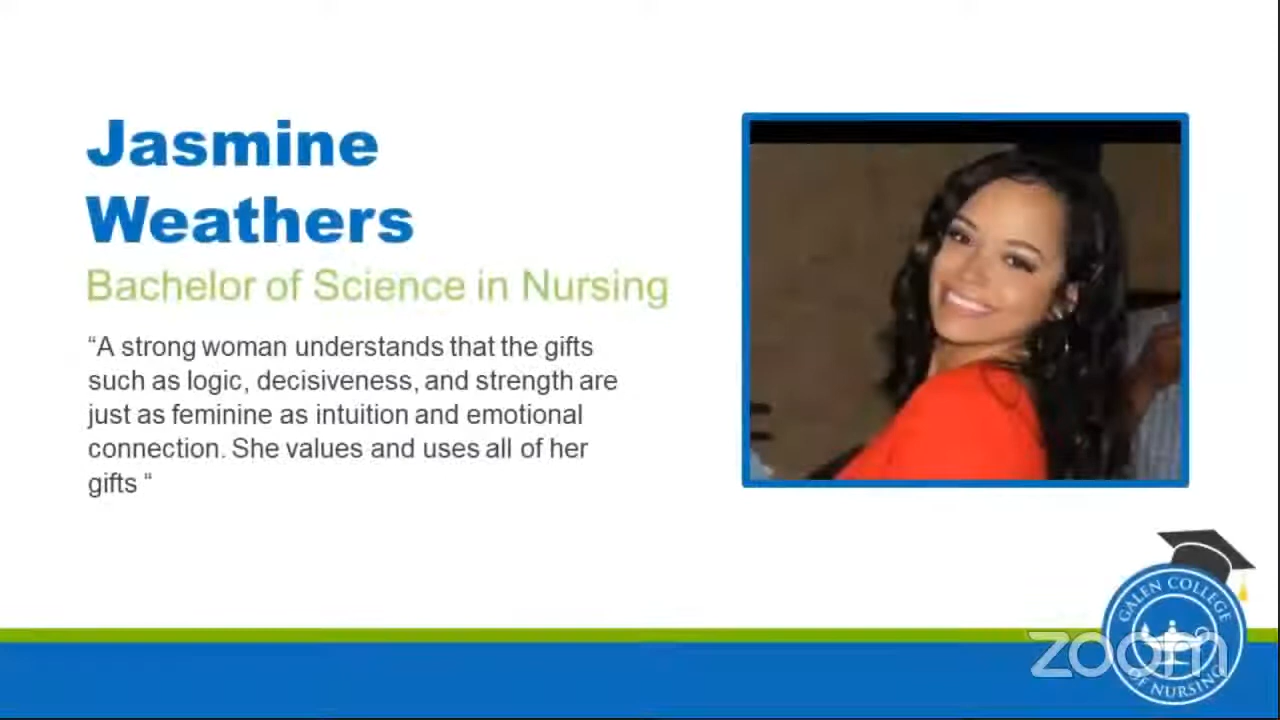 Jasmine
Weathers
Bachelor of Science in Nursing
“A strong woman understands that the gifts
such as logic, decisiveness, and strength are
just as feminine as intuition and emotional
connection. She values and uses all of her
gifts “
GALEN COLLEGE
OF NURSING
zoom